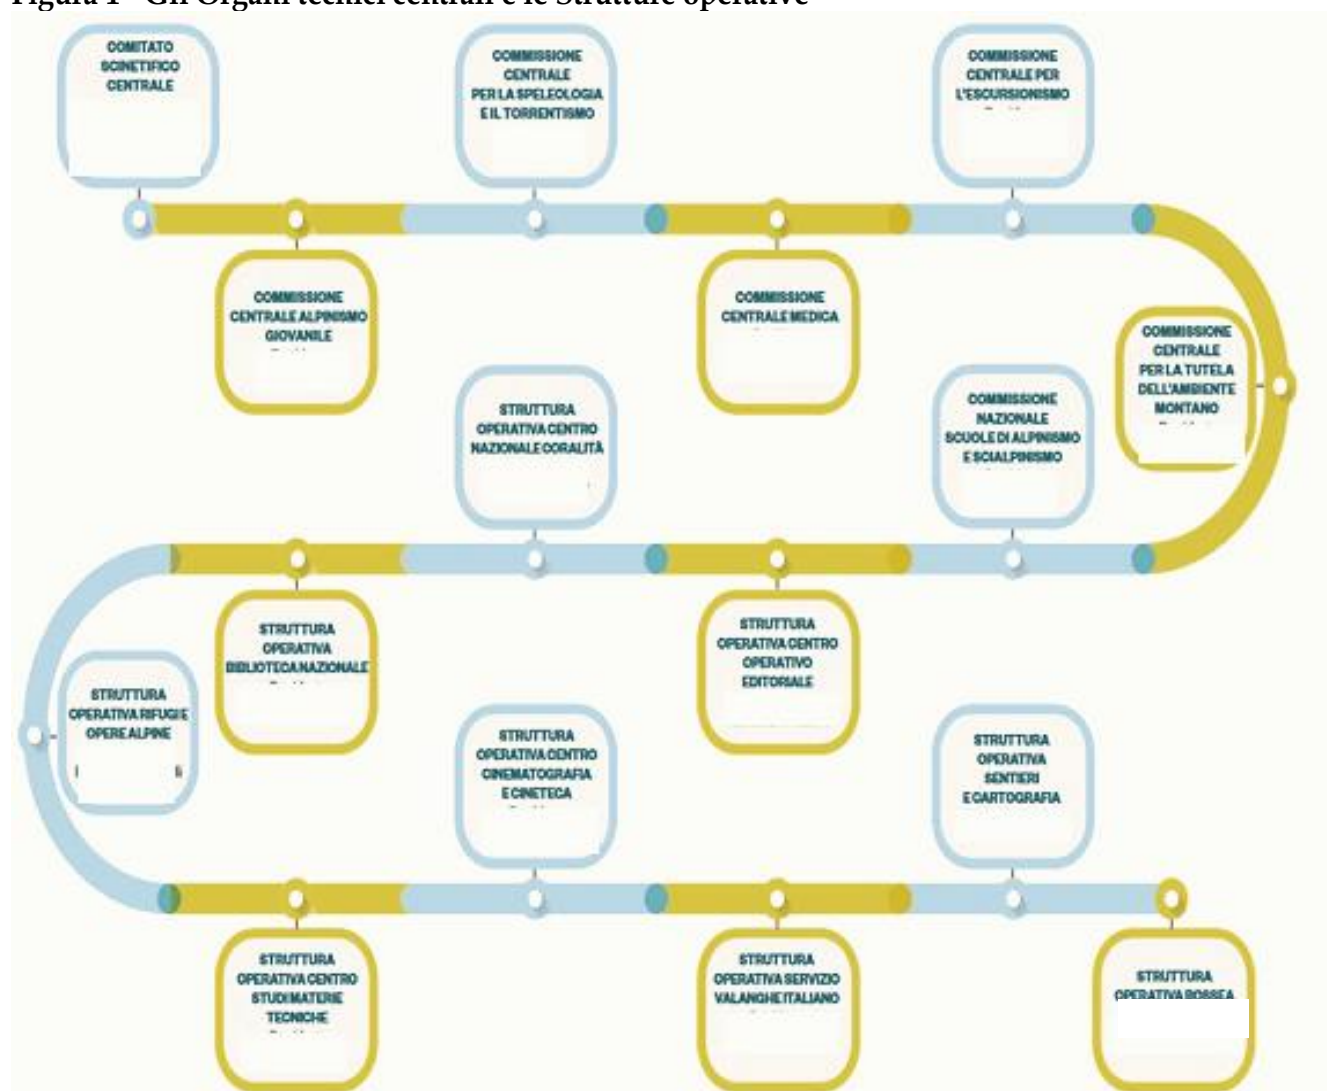 Figura 1 - Gli Organi tecnici centrali e le Strutture operative
COMITATO
SCINETIFICO
CENTRALE
COMMISSIONE
CENTRALE ALPINISMO
GIOVANILE
COMMISSIONE
CENTRALE
PER LA SPELEOLOGIA
E IL TORRENTISMO
COMMISSIONE
CENTRALE MEDICA
COMMISSIONE
CENTRALE PER
L'ESCURSIONISMO
COMMISSIONE
CENTRALE
PER LA TUTELA
DELL'AMBIENTE
MONTANO
COMMISSIONE
NAZIONALE
SCUOLE DI ALPINISMO
E SCIALPINISMO
STRUTTURA
OPERATIVA CENTRO
OPERATIVO
EDITORIALE
STRUTTURA
OPERATIVA CENTRO
NAZIONALE CORALITÀ
STRUTTURA
OPERATIVA
BIBLIOTECA NAZIONALE
STRUTTURA
OPERATIVA RIFUGI E
OPERE ALPINE
STRUTTURA
OPERATIVA CENTRO
STUDI MATERIE
TECNICHE
STRUTTURA
OPERATIVA CENTRO
CINEMATOGRAFIA
E CINETECA
STRUTTURA
OPERATIVA SERVIZIO
VALANGHE ITALIANO
STRUTTURA
OPERATIVA
SENTIERI
E CARTOGRAFIA
STRUTTURA
OPERATIVA BOSSEA